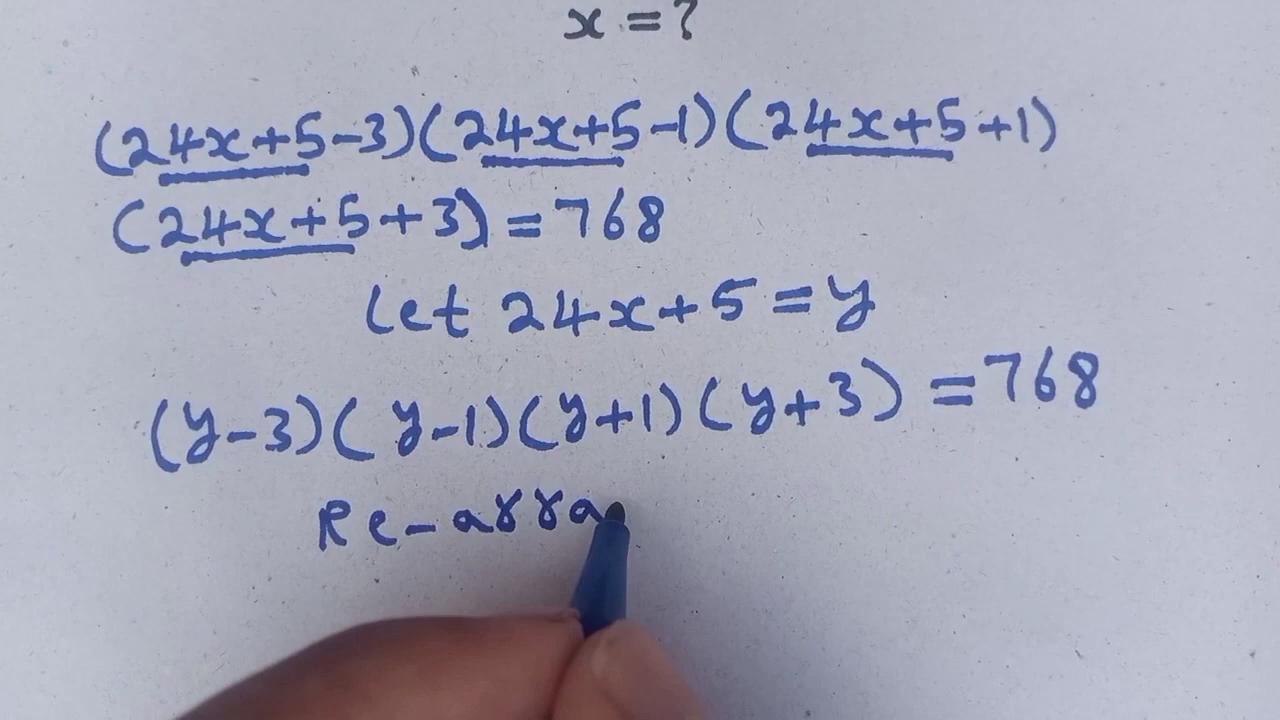 x = ?
(24x+5-3)(24x+5-1)(24x+5+1)
(24x+5+3) = 768
Let 24x+5 = y
(y-3)(y-1)(y+1)(y+3) = 768
Re-arra